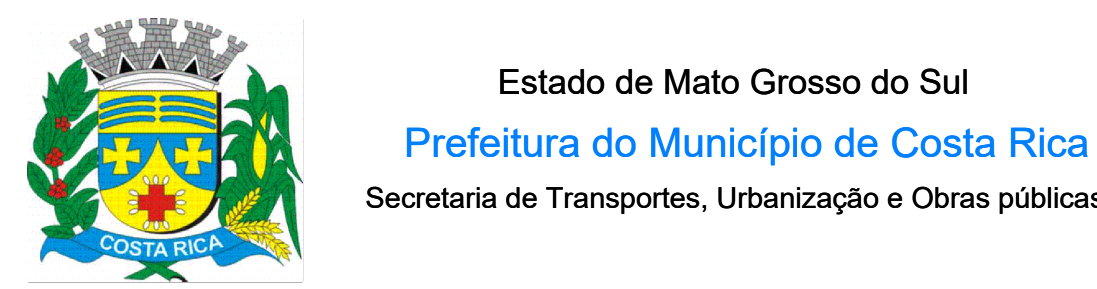 Estado de Mato Grosso do Sul
Prefeitura do Município de Costa Rica
Secretaria de Transportes, Urbanização e Obras públicas
COSTA RICA